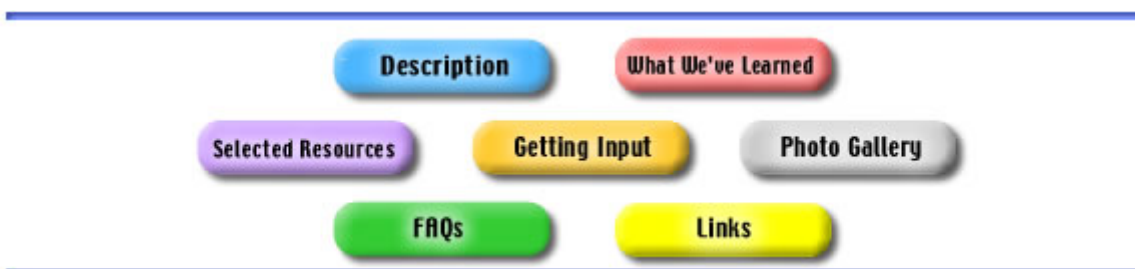 Description
What We've Learned
Selected Resources
Getting Input
Photo Gallery
FAQs
Links